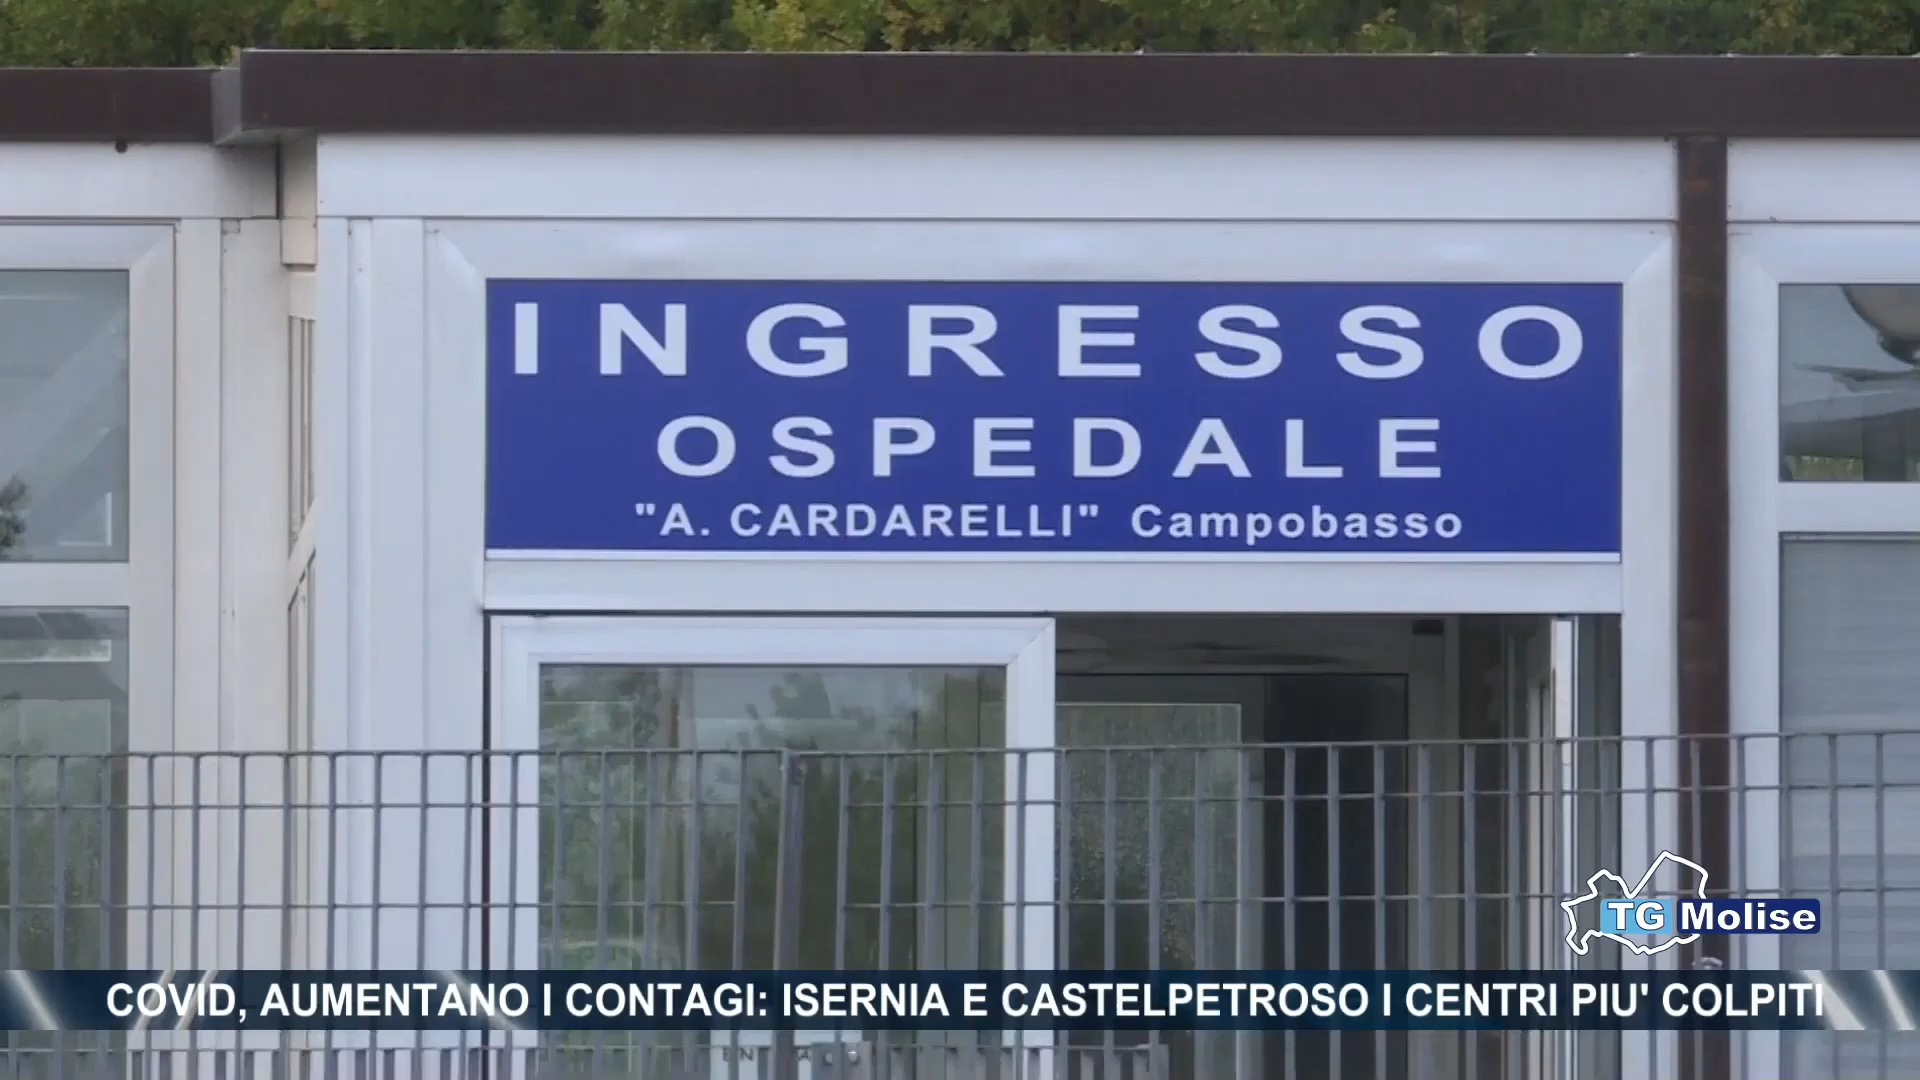 INGRESSO
OSPEDALE
"A. CARDARELLI" Campobasso
TG Molise
COVID, AUMENTANO I CONTAGI: ISERNIA E CASTELPETROSO I CENTRI PIU' COLPITI